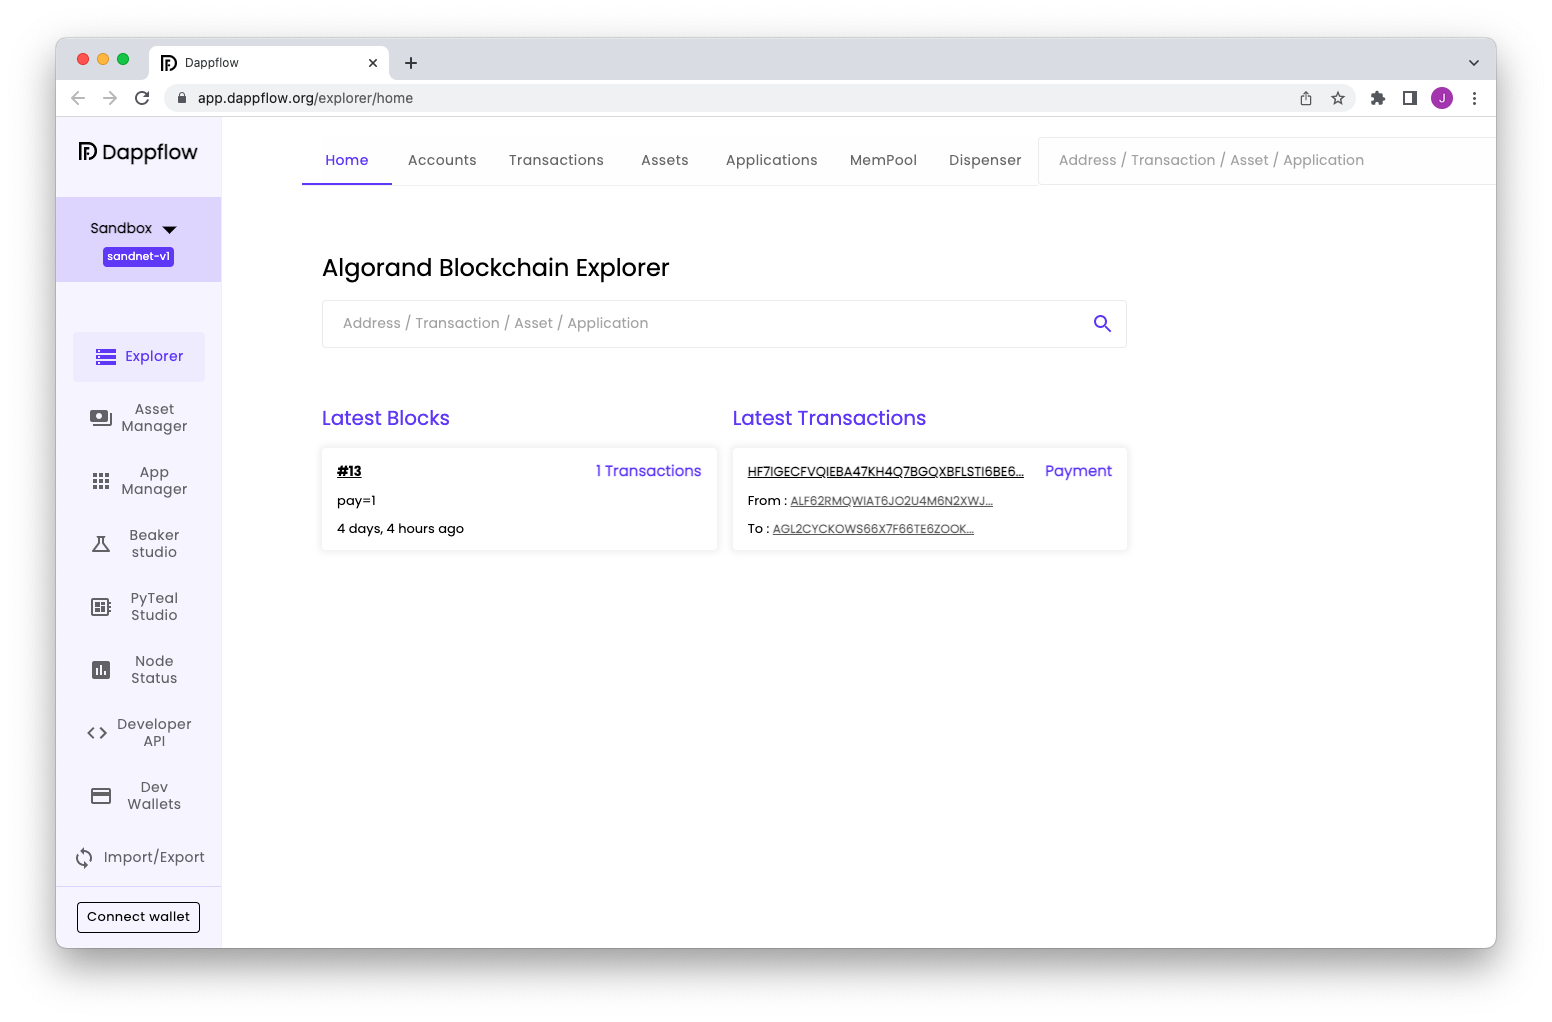 Dappflow
app.dappflow.org/explorer/home
J
Dappflow
Home Accounts Transactions Assets Applications MemPool Dispenser Address / Transaction / Asset / Application
Sandbox
sandnet-v1
Explorer
Asset
Manager
App
Manager
Beaker
studio
PyTeal
Studio
Node
Status
Developer
API
Dev
Wallets
Import/Export
Connect wallet
Algorand Blockchain Explorer
Address / Transaction / Asset / Application
Latest Blocks
#13 1 Transactions
pay=1
4 days, 4 hours ago
Latest Transactions
HF7IGECFVQIEBA47KH4Q7BGQXBFLSTI6BE6... Payment
From : ALF62RMQWIAT6JO2U4M6N2XWJ...
To : AGL2CYCKOWS66X7F66TE6ZOOK...